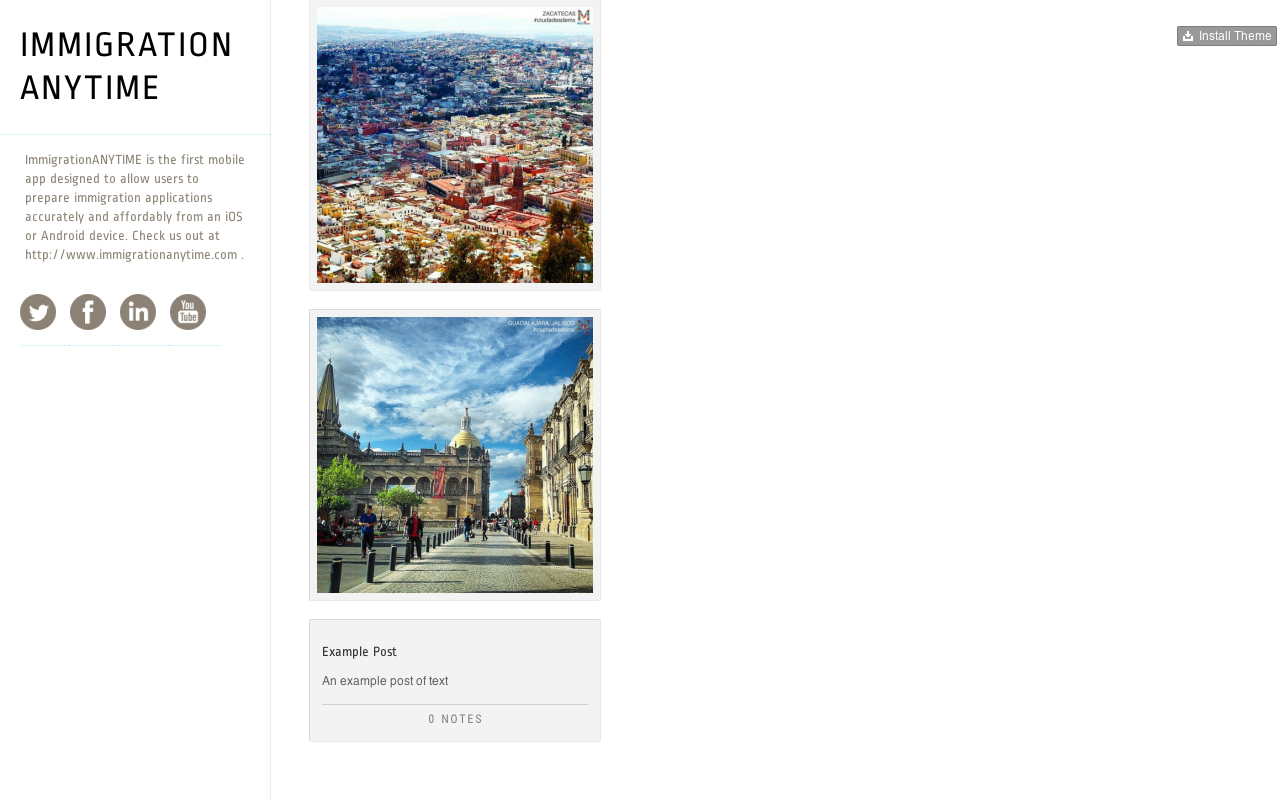 IMMIGRATION
ANYTIME
ImmigrationANYTIME is the first mobile
app designed to allow users to
prepare immigration applications
accurately and affordably from an iOS
or Android device. Check us out at
http://www.immigrationanytime.com .
You
Tube
ZACATECAS
#ciudadesdemx
GUADALAJARA, JALISCO
#ciudadesdemx
Example Post
An example post of text
0 NOTES
Install Theme